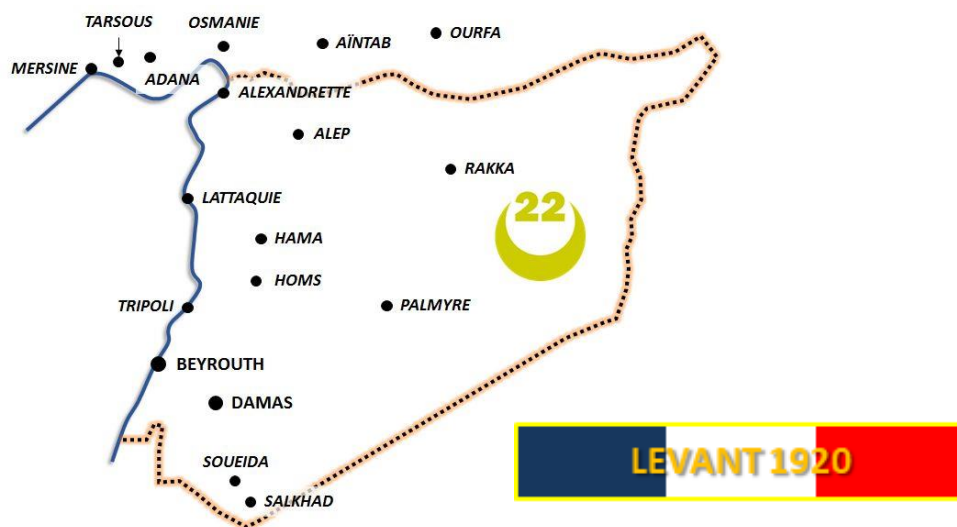 TARSOUS
OSMANIE
AÏNTAB
OURFA
MERSINE
ADANA
ALEXANDRETTE
ALEP
RAKKA
LATTAQUIE
22
HAMA
HOMS
TRIPOLI
PALMYRE
BEYROUTH
DAMAS
LEVANT 1920
SOUEIDA
SALKHAD